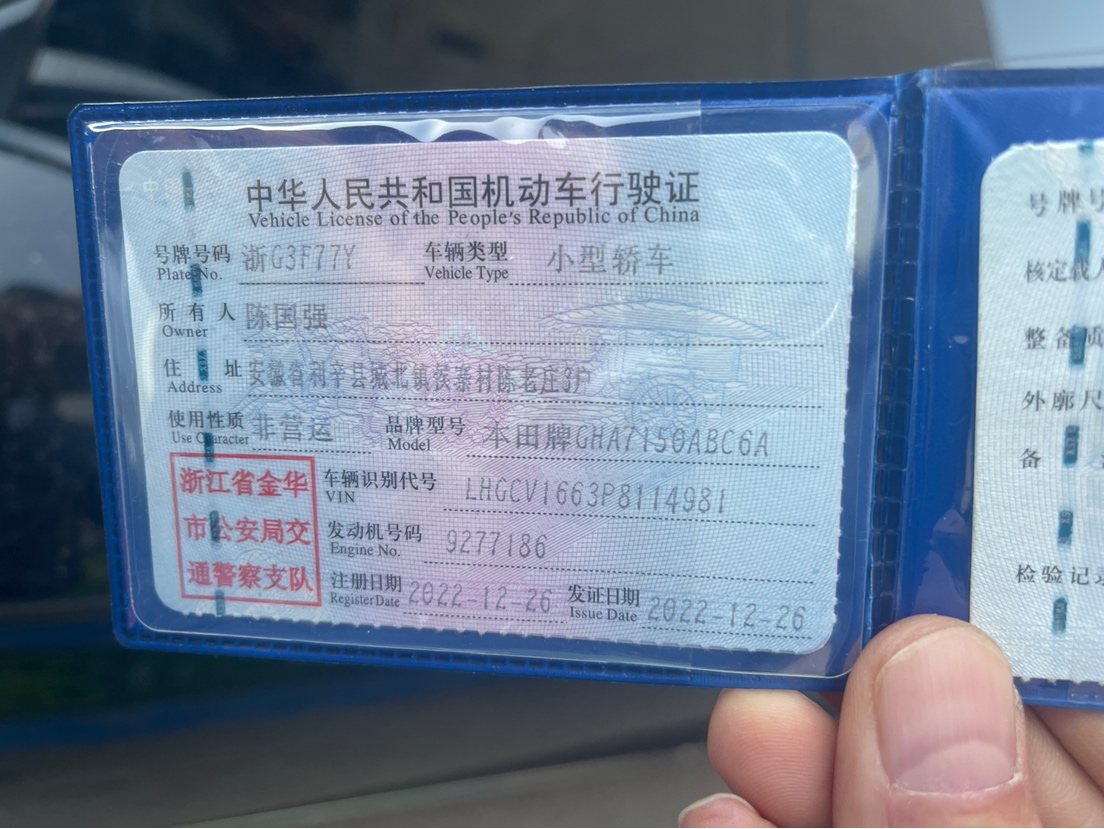 中华人民共和国机动车行驶证
Vehicle License of the People's Republic of China
号牌号码 浙G3F77Y 车辆类型 小型轿车
Plate No. Vehicle Type
所有人 陈国强
Owner
住址 安徽省利辛县城北镇侯寨村陈老庄3户
Address
使用性质 非营运 品牌型号 本田牌GHA7150ABC6A
Use Character Model
浙江省金华
市公安局交
通警察支队
车辆识别代号 LHGCV1663P8114981
VIN
发动机号码 9277186
Engine No.
注册日期 2022-12-26 发证日期 2022-12-26
Register Date Issue Date
号牌号
核定载人
整备质
外廓尺
备
检验记录